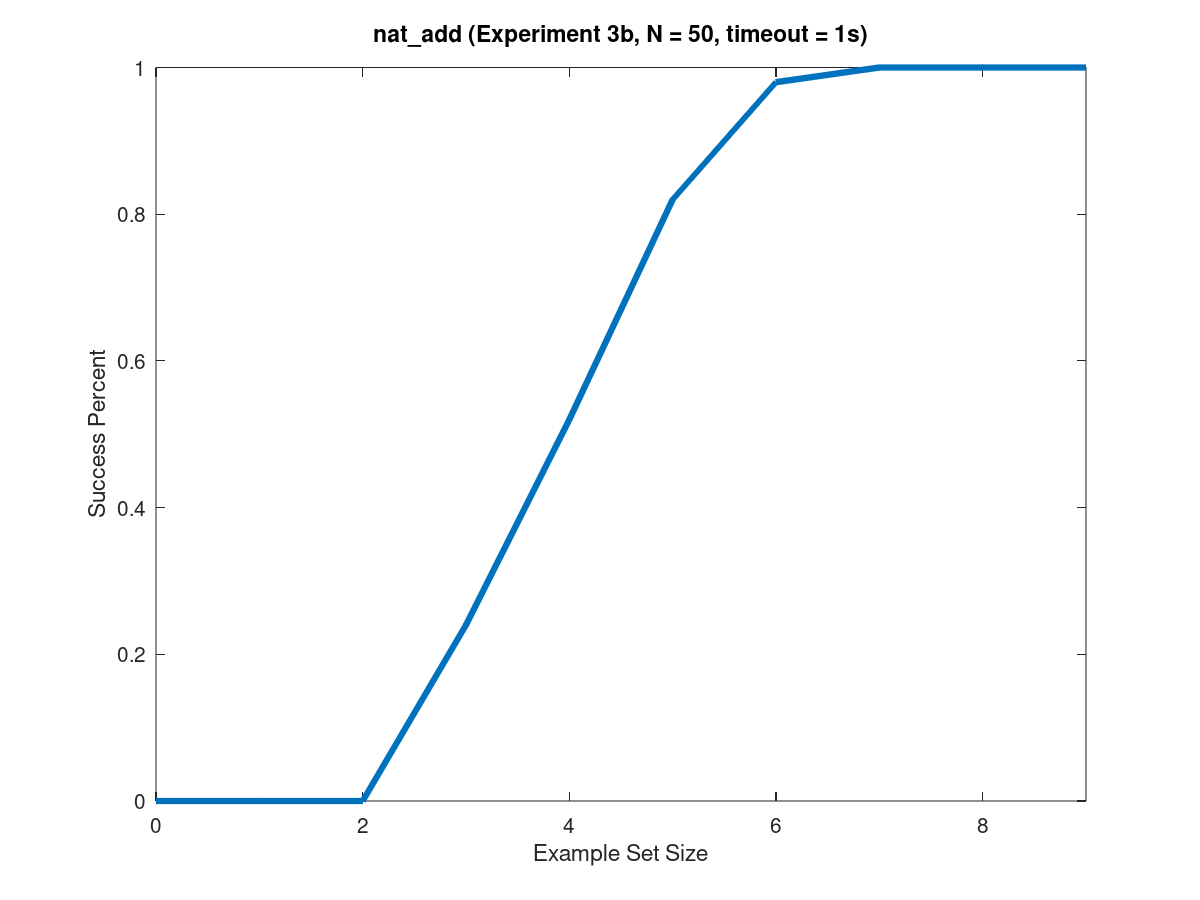 nat_add (Experiment 3b, N = 50, timeout = 1s)
1
0.8
0.6
0.4
0.2
0
Success Percent
0 2 4 6 8
Example Set Size